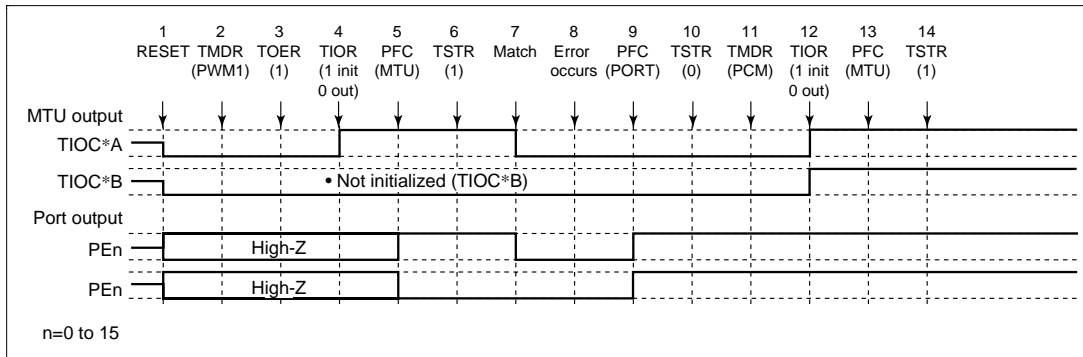 1 2 3 4 5 6 7 8 9 10 11 12 13 14
RESET TMDR TOER TIOR PFC TSTR Match Error PFC TSTR TMDR TIOR PFC TSTR
(PWM1) (1) (1 init (MTU) (1) occurs (PORT) (0) (PCM) (1 init (MTU) (1)
0 out) 0 out)
MTU output
TIOC*A
TIOC*B • Not initialized (TIOC*B)
Port output
PEn High-Z
PEn High-Z
n=0 to 15